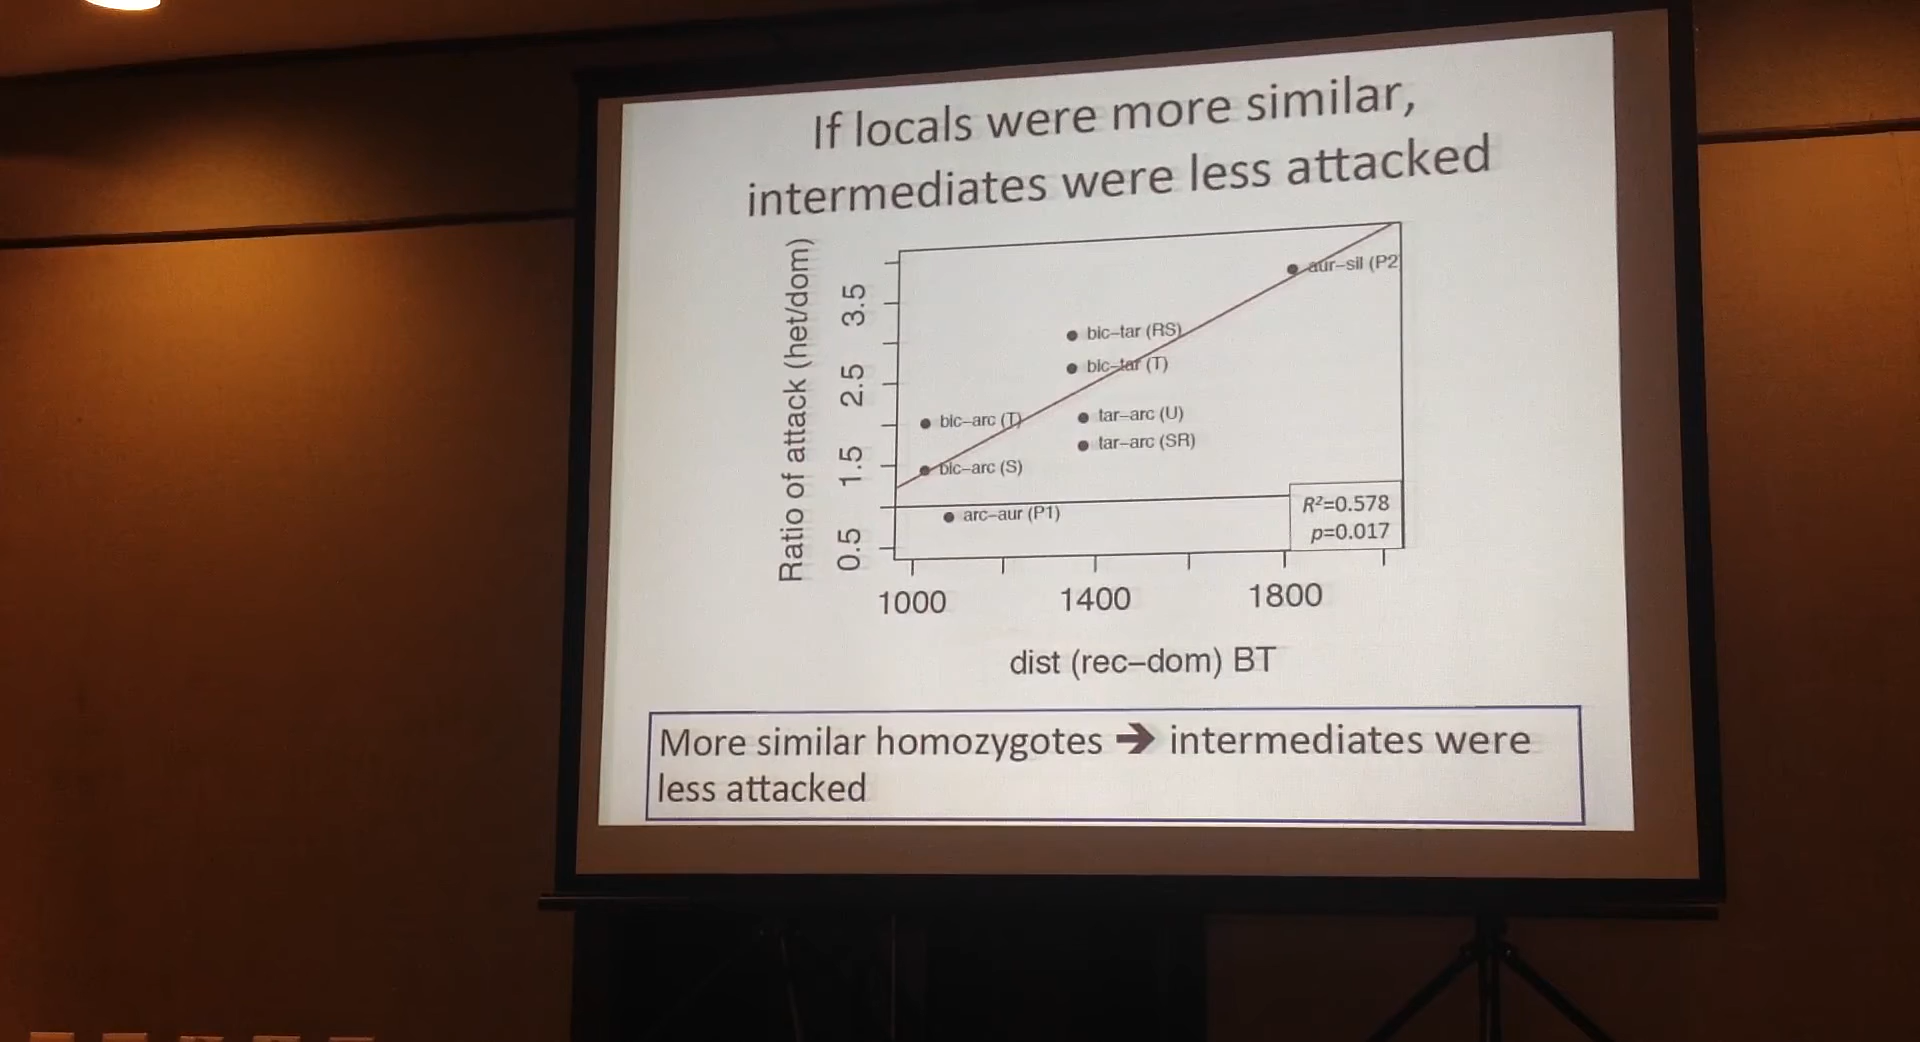 If locals were more similar,
intermediates were less attacked
Ratio of attack (het/dom)
3.5
2.5
1.5
0.5
aur–sil (P2
bic–tar (RS)
bic–tar (T)
bic–arc (T)
tar–arc (U)
tar–arc (SR)
bic–arc (S)
arc–aur (P1)
R²=0.578
p=0.017
1000 1400 1800
dist (rec–dom) BT
More similar homozygotes ➔ intermediates were
less attacked